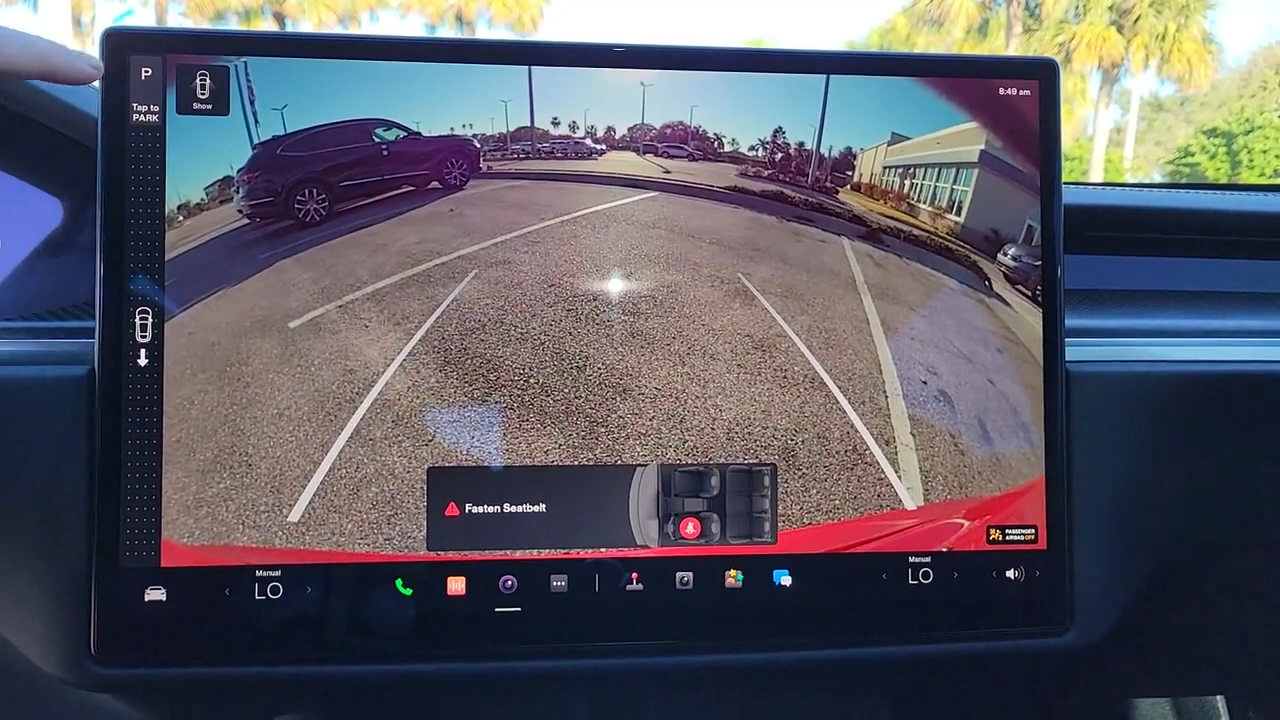 P
Tap to
PARK
Show
8:49 am
Fasten Seatbelt
PASSENGER
AIRBAG OFF
Manual
LO
Manual
LO